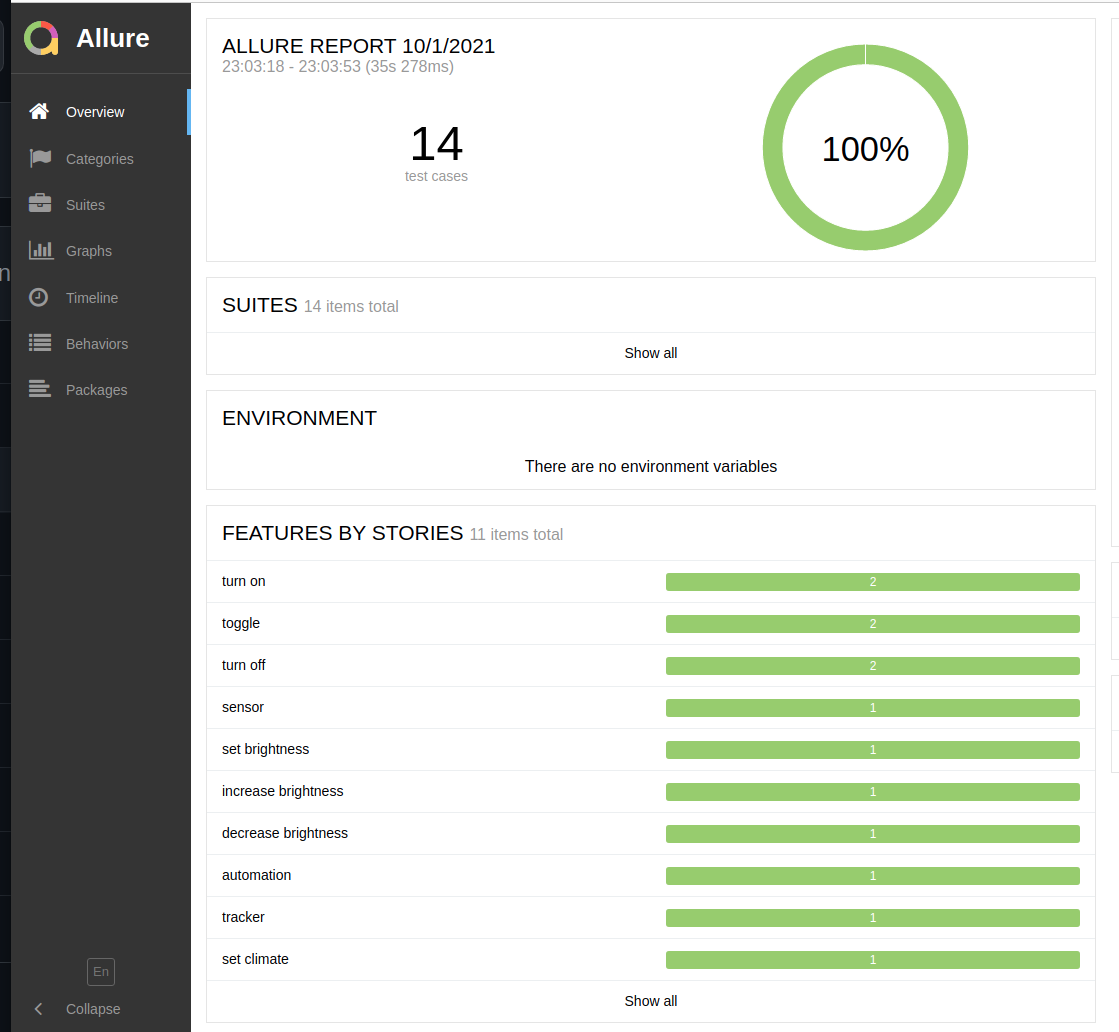 Allure
Overview
Categories
Suites
Graphs
Timeline
Behaviors
Packages
En
Collapse
ALLURE REPORT 10/1/2021
23:03:18 - 23:03:53 (35s 278ms)
14
test cases
100%
SUITES 14 items total
Show all
ENVIRONMENT
There are no environment variables
FEATURES BY STORIES 11 items total
turn on 2
toggle 2
turn off 2
sensor 1
set brightness 1
increase brightness 1
decrease brightness 1
automation 1
tracker 1
set climate 1
Show all